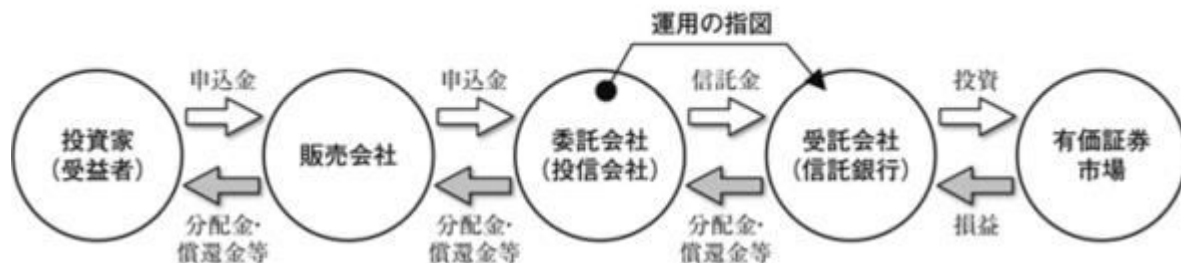 運用の指図
申込金
申込金
信託金
投資
投資家
(受益者)
販売会社
委託会社
(投信会社)
受託会社
(信託銀行)
有価証券
市場
分配金・
償還金等
分配金・
償還金等
分配金・
償還金等
損益